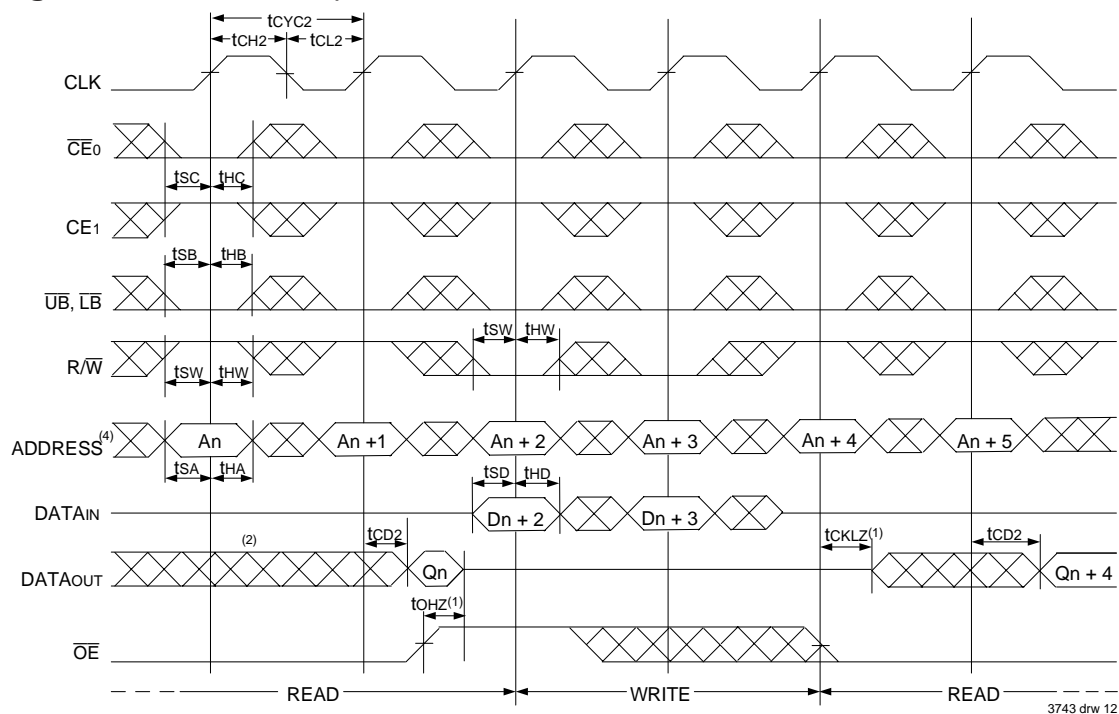 tCYC2
tCH2 tCL2
CLK
CE0
tSC tHC
CE1
tSB tHB
UB, LB
tSW tHW
R/W
tSW tHW
ADDRESS(4) An An +1 An + 2 An + 3 An + 4 An + 5
tSA tHA
tSD tHD
DATAIN Dn + 2 Dn + 3
(2) tCD2 tCKLZ(1) tCD2
DATAOUT Qn Qn + 4
tOHZ(1)
OE
READ WRITE READ
3743 drw 12